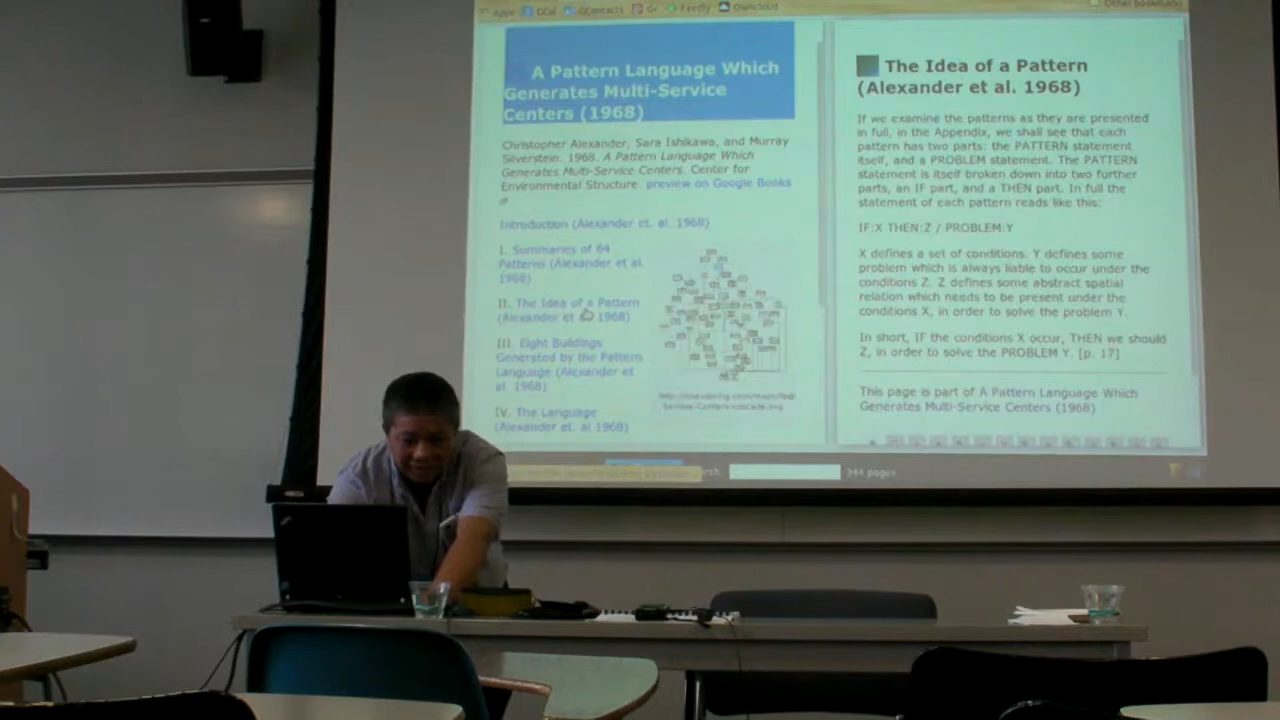 Apps GCal GContacts G+ Feedly Owncloud Other bookmarks
A Pattern Language Which
Generates Multi-Service
Centers (1968)
Christopher Alexander, Sara Ishikawa, and Murray
Silverstein. 1968. A Pattern Language Which
Generates Multi-Service Centers. Center for
Environmental Structure. preview on Google Books
Introduction (Alexander et. al. 1968)
I. Summaries of 64
Patterns (Alexander et al.
1968)
II. The Idea of a Pattern
(Alexander et 1968)
III. Eight Buildings
Generated by the Pattern
Language (Alexander et
al. 1968)
IV. The Language
(Alexander et. al 1968)
The Idea of a Pattern
(Alexander et al. 1968)
If we examine the patterns as they are presented
in full, in the Appendix, we shall see that each
pattern has two parts: the PATTERN statement
itself, and a PROBLEM statement. The PATTERN
statement is itself broken down into two further
parts, an IF part, and a THEN part. In full the
statement of each pattern reads like this:
IF:X THEN:Z / PROBLEM:Y
X defines a set of conditions. Y defines some
problem which is always liable to occur under the
conditions Z. Z defines some abstract spatial
relation which needs to be present under the
conditions X, in order to solve the problem Y.
In short, IF the conditions X occur, THEN we should
Z, in order to solve the PROBLEM Y. [p. 17]
This page is part of A Pattern Language Which
Generates Multi-Service Centers (1968)
344 pages